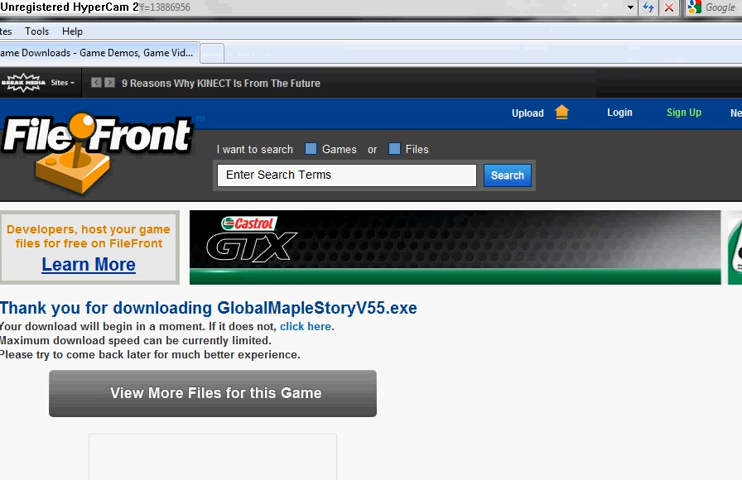 Unregistered HyperCam 2?f=13886956
Google
tes Tools Help
ame Downloads - Game Demos, Game Vid...
BREAK MEDIA Sites 9 Reasons Why KINECT Is From The Future
Upload Login Sign Up Ne
FileFront
TM
I want to search Games or Files
Enter Search Terms Search
Developers, host your game
files for free on FileFront
Learn More
Castrol
GTX
Thank you for downloading GlobalMapleStoryV55.exe
Your download will begin in a moment. If it does not, click here.
Maximum download speed can be currently limited.
Please try to come back later for much better experience.
View More Files for this Game